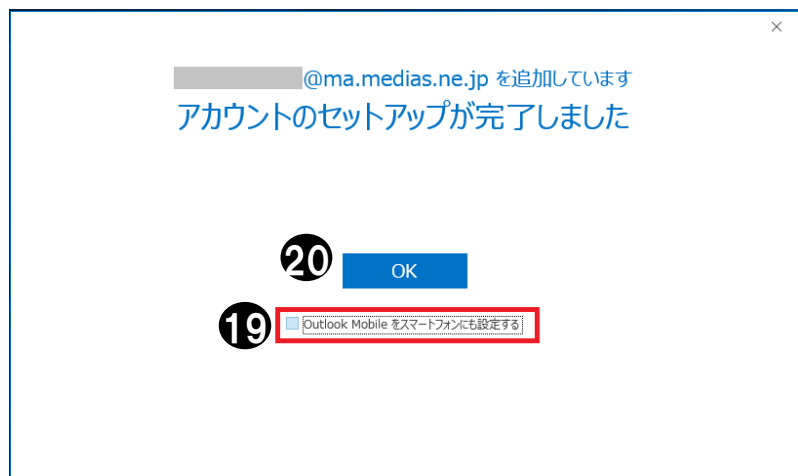 @ma.medias.ne.jp を追加しています
アカウントのセットアップが完了しました
20
OK
19
Outlook Mobile をスマートフォンにも設定する